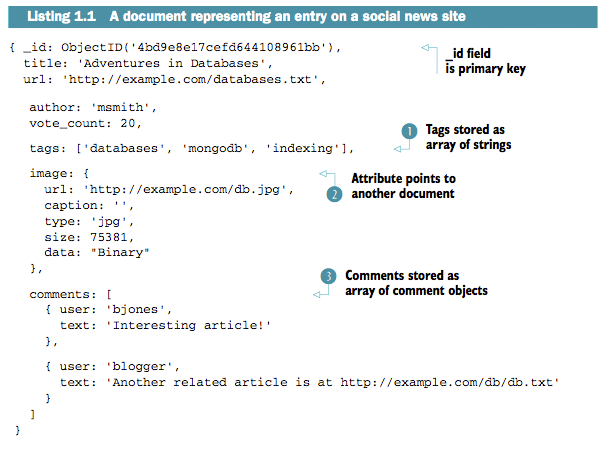 Listing 1.1 A document representing an entry on a social news site
{ _id: ObjectID('4bd9e8e17cefd644108961bb'),
_id field
is primary key
title: 'Adventures in Databases',
url: 'http://example.com/databases.txt',
author: 'msmith',
vote_count: 20,
1 Tags stored as
array of strings
tags: ['databases', 'mongodb', 'indexing'],
image: {
Attribute points to
2 another document
url: 'http://example.com/db.jpg',
caption: '',
type: 'jpg',
size: 75381,
data: "Binary"
},
3 Comments stored as
array of comment objects
comments: [
{ user: 'bjones',
text: 'Interesting article!'
},
{ user: 'blogger',
text: 'Another related article is at http://example.com/db/db.txt'
}
]
}